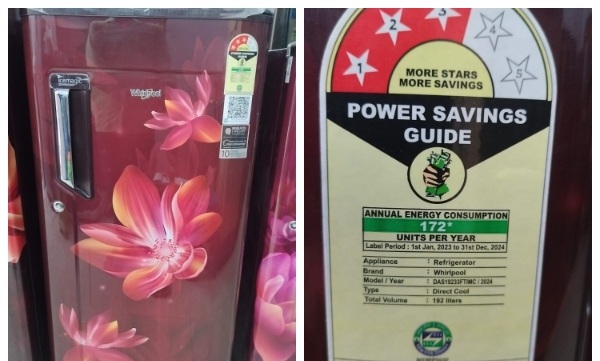 icemagic
Whirlpool
1
2
3
4
5
MORE STARS
MORE SAVINGS
POWER SAVINGS
GUIDE
ANNUAL ENERGY CONSUMPTION
172*
UNITS PER YEAR
Label Period : 1st Jan, 2023 to 31st Dec, 2024
Appliance : Refrigerator
Brand : Whirlpool
Model / Year : DAS19233FTIMC / 2024
Type : Direct Cool
Total Volume : 192 liters